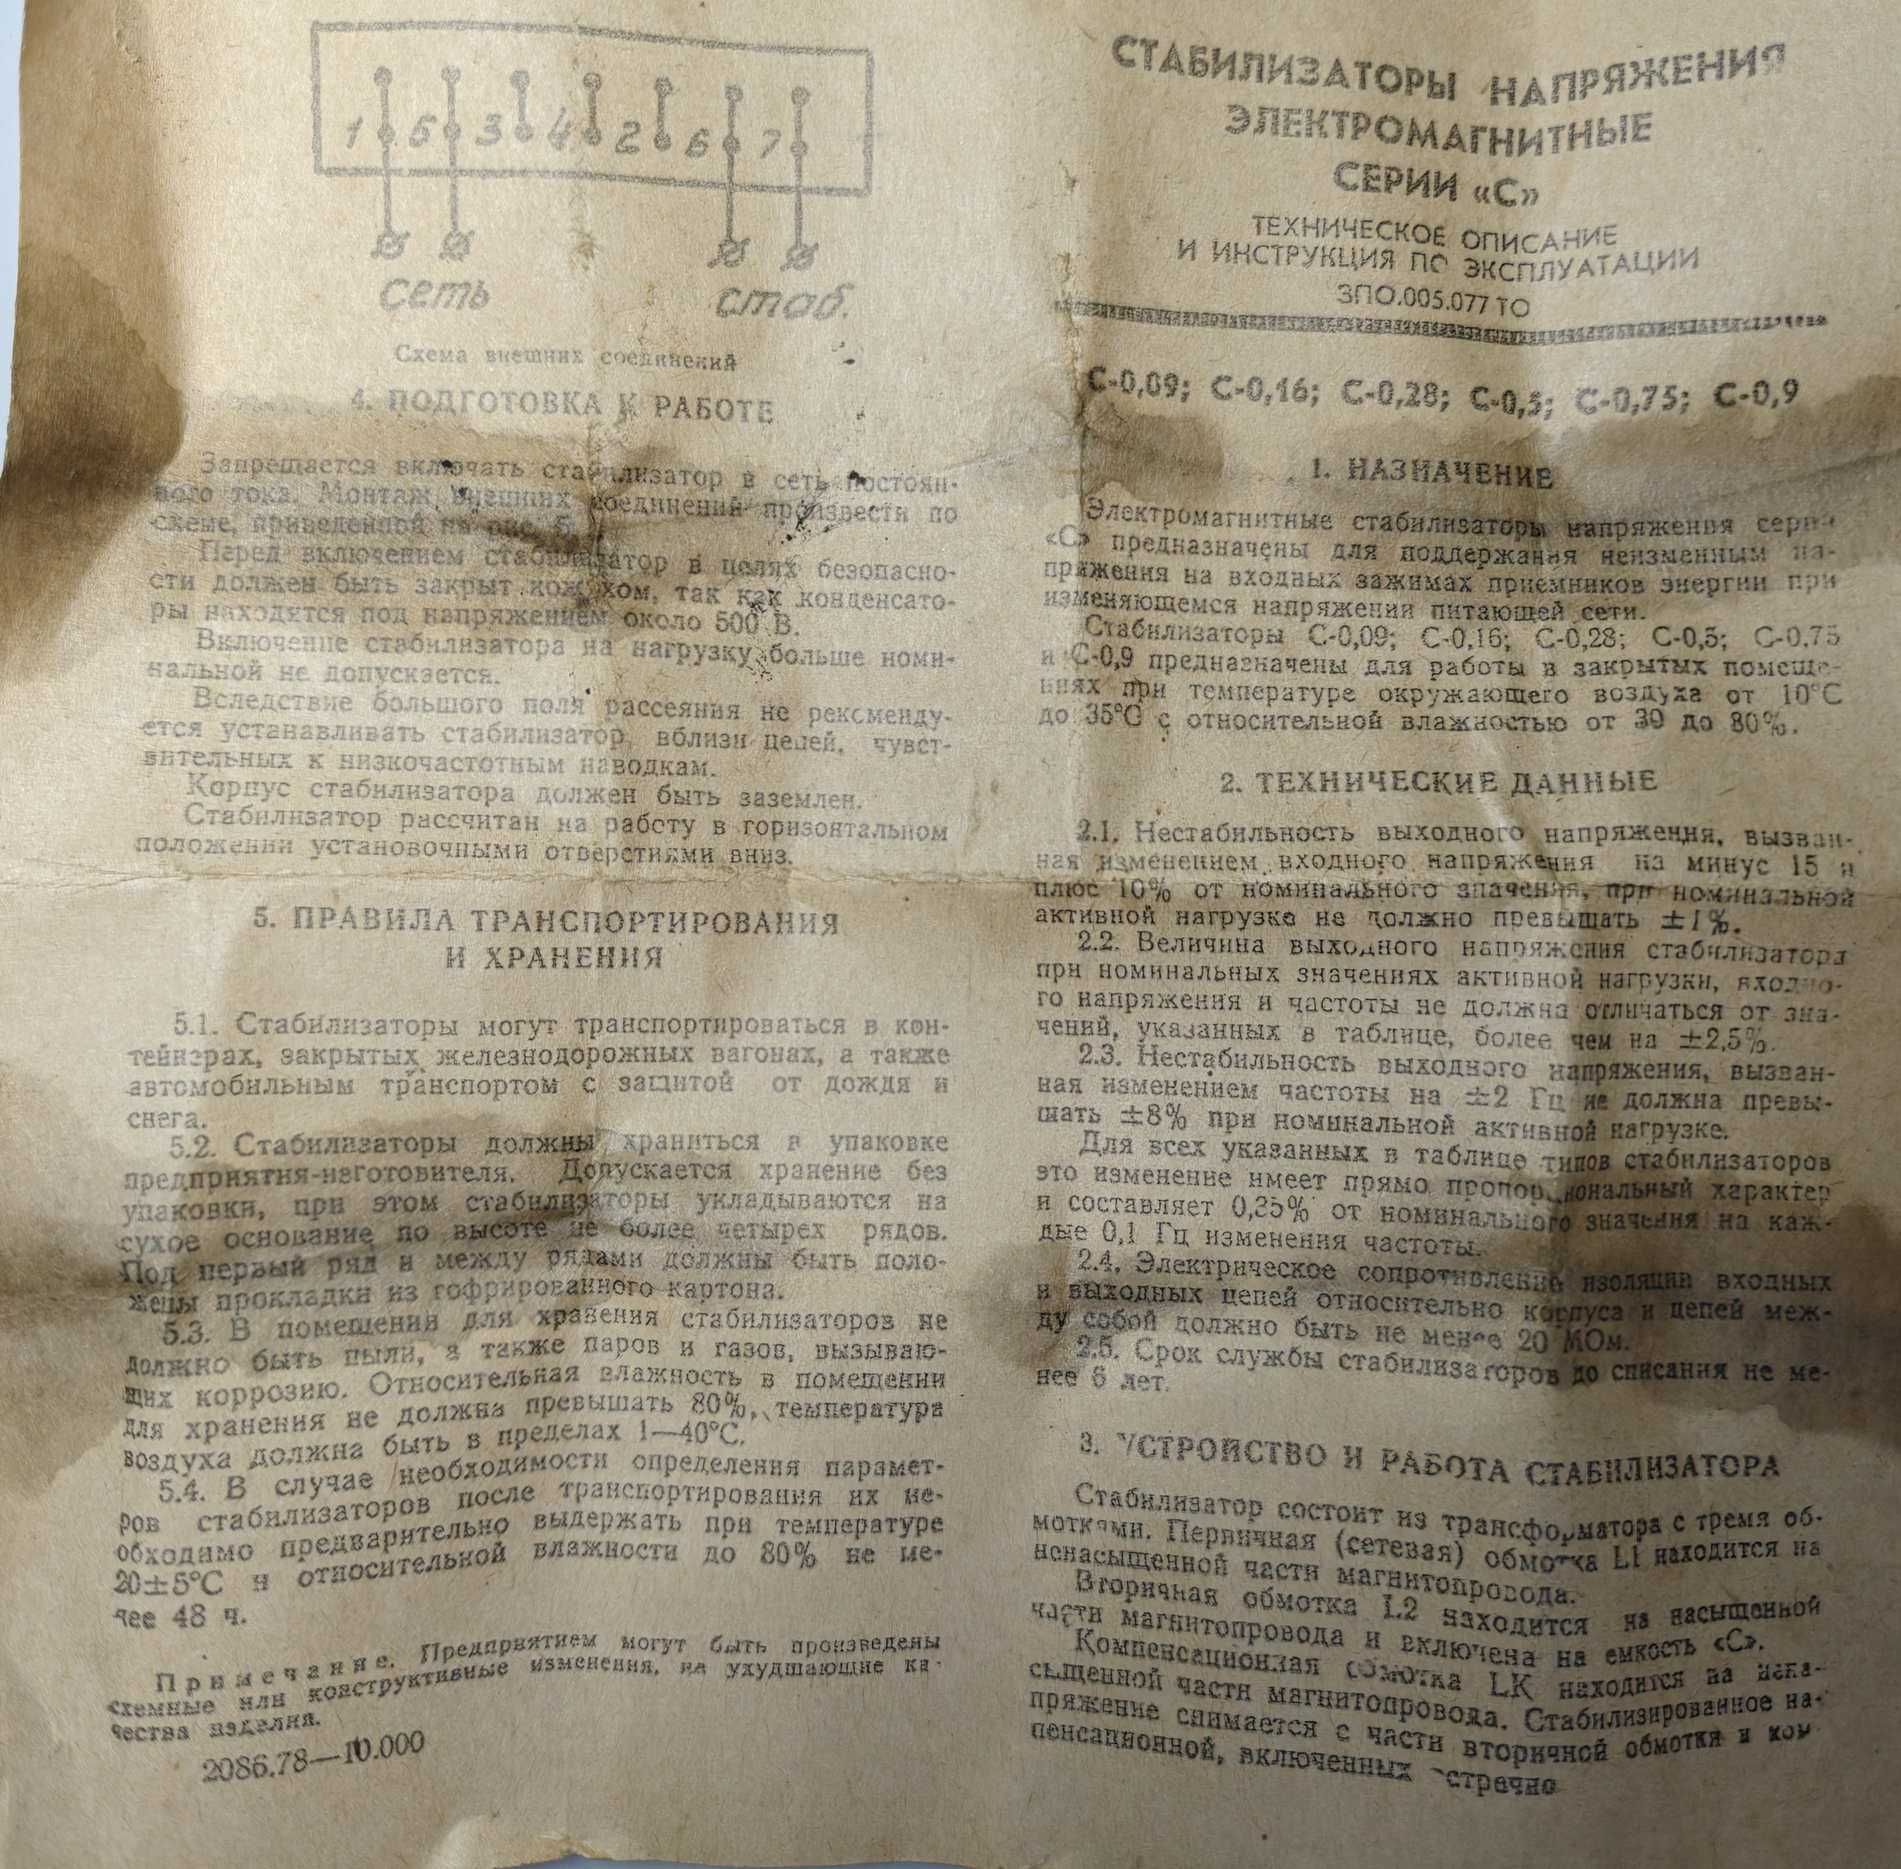 1 5 3 4 2 6 7
сеть стаб.
Схема внешних соединений
4. ПОДГОТОВКА К РАБОТЕ
Запрещается включать стабилизатор в сеть постоян-
ного тока. Монтаж внешних соединений произвести по
схеме, приведенной на рис. 5.
Перед включением стабилизатор в целях безопасно-
сти должен быть закрыт кожухом, так как конденсато-
ры находятся под напряжением около 500 В.
Включение стабилизатора на нагрузку больше номи-
нальной не допускается.
Вследствие большого поля рассеяния не рекоменду-
ется устанавливать стабилизатор, вблизи цепей, чувст-
вительных к низкочастотным наводкам.
Корпус стабилизатора должен быть заземлен.
Стабилизатор рассчитан на работу в горизонтальном
положении установочными отверстиями вниз.
5. ПРАВИЛА ТРАНСПОРТИРОВАНИЯ
И ХРАНЕНИЯ
5.1. Стабилизаторы могут транспортироваться в кон-
тейнерах, закрытых железнодорожных вагонах, а также
автомобильным транспортом с защитой от дождя и
снега.
5.2. Стабилизаторы должны храниться в упаковке
предприятия-изготовителя. Допускается хранение без
упаковки, при этом стабилизаторы укладываются на
сухое основание по высоте не более четырех рядов.
Под первый ряд и между рядами должны быть поло-
жены прокладки из гофрированного картона.
5.3. В помещении для хранения стабилизаторов не
должно быть пыли, а также паров и газов, вызываю-
щих коррозию. Относительная влажность в помещении
для хранения не должна превышать 80%, температура
воздуха должна быть в пределах 1—40°С.
5.4. В случае необходимости определения парамет-
ров стабилизаторов после транспортирования их не-
обходимо предварительно выдержать при температуре
20±5°С и относительной влажности до 80% не ме-
нее 48 ч.
Примечание. Предприятием могут быть произведены
схемные или конструктивные изменения, не ухудшающие ка-
чества изделия.
2086.78—10.000
СТАБИЛИЗАТОРЫ НАПРЯЖЕНИЯ
ЭЛЕКТРОМАГНИТНЫЕ
СЕРИИ «С»
ТЕХНИЧЕСКОЕ ОПИСАНИЕ
И ИНСТРУКЦИЯ ПО ЭКСПЛУАТАЦИИ
3ПО.005.077 ТО
С-0,09; С-0,16; С-0,28; С-0,5; С-0,75; С-0,9
1. НАЗНАЧЕНИЕ
Электромагнитные стабилизаторы напряжения серии
«С» предназначены для поддержания неизменным на-
пряжения на входных зажимах приемников энергии при
изменяющемся напряжении питающей сети.
Стабилизаторы С-0,09; С-0,16; С-0,28; С-0,5; С-0,75
и С-0,9 предназначены для работы в закрытых помеще-
ниях при температуре окружающего воздуха от 10°С
до 35°С с относительной влажностью от 30 до 80%.
2. ТЕХНИЧЕСКИЕ ДАННЫЕ
2.1. Нестабильность выходного напряжения, вызван-
ная изменением входного напряжения на минус 15 и
плюс 10% от номинального значения, при номинальной
активной нагрузке не должно превышать ±1%.
2.2. Величина выходного напряжения стабилизатора
при номинальных значениях активной нагрузки, входно-
го напряжения и частоты не должна отличаться от зна-
чений, указанных в таблице, более чем на ±2,5%.
2.3. Нестабильность выходного напряжения, вызван-
ная изменением частоты на ±2 Гц не должна превы-
шать ±8% при номинальной активной нагрузке.
Для всех указанных в таблице типов стабилизаторов
это изменение имеет прямо пропорциональный характер
и составляет 0,35% от номинального значения на каж-
дые 0,1 Гц изменения частоты.
2.4. Электрическое сопротивление изоляции входных
и выходных цепей относительно корпуса и цепей меж-
ду собой должно быть не менее 20 МОм.
2.5. Срок службы стабилизаторов до списания не ме-
нее 6 лет.
3. УСТРОЙСТВО И РАБОТА СТАБИЛИЗАТОРА
Стабилизатор состоит из трансформатора с тремя об-
мотками. Первичная (сетевая) обмотка L1 находится на
ненасыщенной части магнитопровода.
Вторичная обмотка L2 находится на насыщенной
части магнитопровода и включена на емкость «С».
Компенсационная обмотка LК находится на нена-
сыщенной части магнитопровода. Стабилизированное на-
пряжение снимается с части вторичной обмотки и ком
пенсационной, включенных встречно